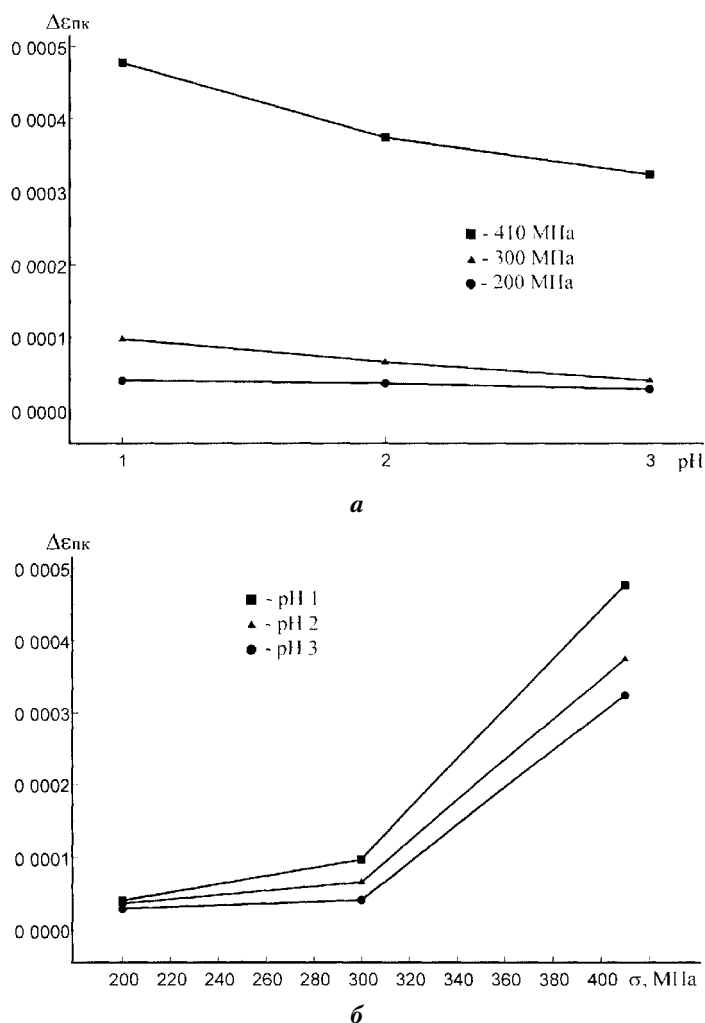 Δεпк
0 0005
0 0004
0 0003
0 0002
0 0001
0 0000
■ - 410 МПа
▲ - 300 МПа
● - 200 МПа
1 2 3 pH
а
Δεпк
0 0005
0 0004
0 0003
0 0002
0 0001
0 0000
■ - pH 1
▲ - pH 2
● - pH 3
200 220 240 260 280 300 320 340 360 380 400 σ, МПа
б